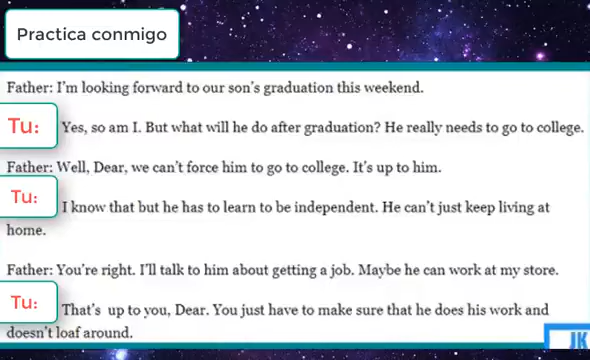 Practica conmigo
Father: I'm looking forward to our son's graduation this weekend.
Tu: Yes, so am I. But what will he do after graduation? He really needs to go to college.
Father: Well, Dear, we can't force him to go to college. It's up to him.
Tu: I know that but he has to learn to be independent. He can't just keep living at
home.
Father: You're right. I'll talk to him about getting a job. Maybe he can work at my store.
Tu: That's up to you, Dear. You just have to make sure that he does his work and
doesn't loaf around.
JK